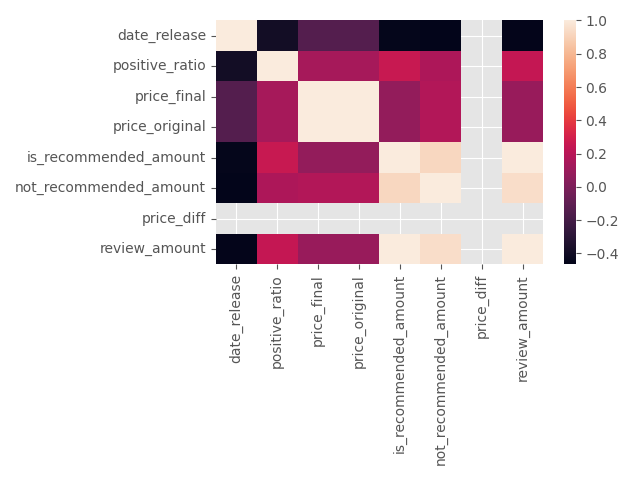 date_release
positive_ratio
price_final
price_original
is_recommended_amount
not_recommended_amount
price_diff
review_amount
date_release
positive_ratio
price_final
price_original
is_recommended_amount
not_recommended_amount
price_diff
review_amount
1.0
0.8
0.6
0.4
0.2
0.0
−0.2
−0.4